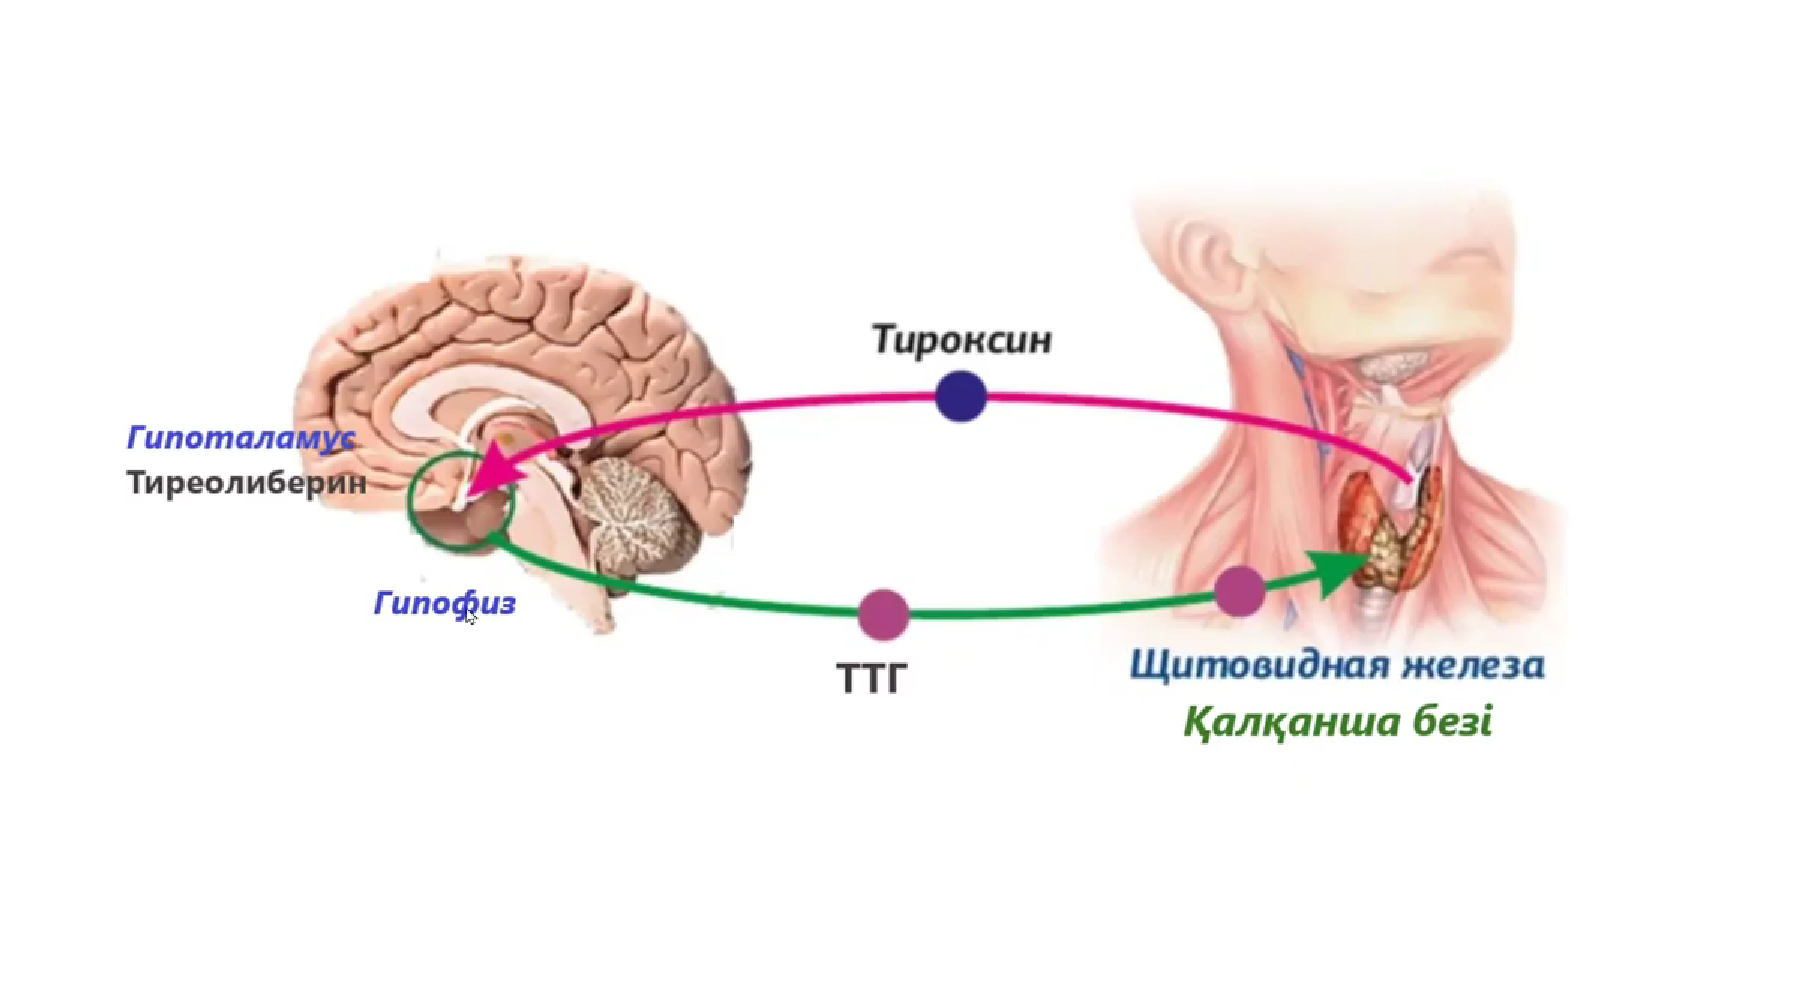 Тироксин
Гипоталамус
Тиреолиберин
Гипофиз
ТТГ
Щитовидная железа
Қалқанша безі